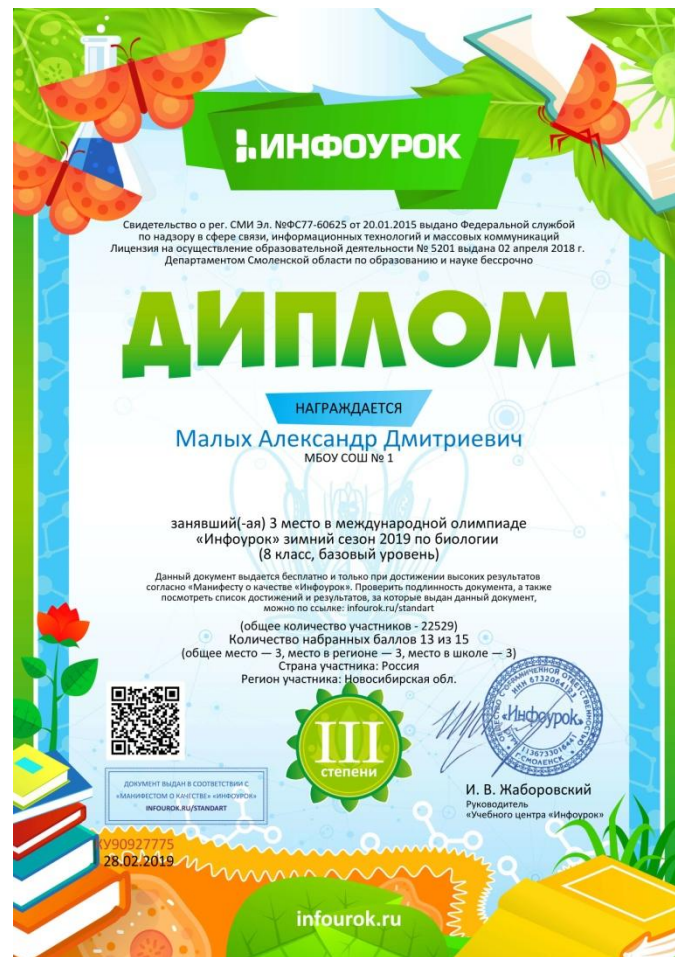 ИНФОУРОК
Свидетельство о рег. СМИ Эл. №ФС77-60625 от 20.01.2015 выдано Федеральной службой
по надзору в сфере связи, информационных технологий и массовых коммуникаций
Лицензия на осуществление образовательной деятельности № 5201 выдана 02 апреля 2018 г.
Департаментом Смоленской области по образованию и науке бессрочно
ДИПЛОМ
НАГРАЖДАЕТСЯ
Малых Александр Дмитриевич
МБОУ СОШ № 1
занявший(-ая) 3 место в международной олимпиаде
«Инфоурок» зимний сезон 2019 по биологии
(8 класс, базовый уровень)
Данный документ выдается бесплатно и только при достижении высоких результатов
согласно «Манифесту о качестве «Инфоурок». Проверить подлинность документа, а также
посмотреть список достижений и результатов, за которые выдан данный документ,
можно по ссылке: infourok.ru/standart
(общее количество участников - 22529)
Количество набранных баллов 13 из 15
(общее место — 3, место в регионе — 3, место в школе — 3)
Страна участника: Россия
Регион участника: Новосибирская обл.
III
степени
ОБЩЕСТВО С ОГРАНИЧЕННОЙ ОТВЕТСТВЕННОСТЬЮ
«Инфоурок»
Г. СМОЛЕНСК
ДОКУМЕНТ ВЫДАН В СООТВЕТСТВИИ С
«МАНИФЕСТОМ О КАЧЕСТВЕ» «ИНФОУРОК»
INFOUROK.RU/STANDART
И. В. Жаборовский
Руководитель
«Учебного центра «Инфоурок»
КУ90927775
28.02.2019
infourok.ru